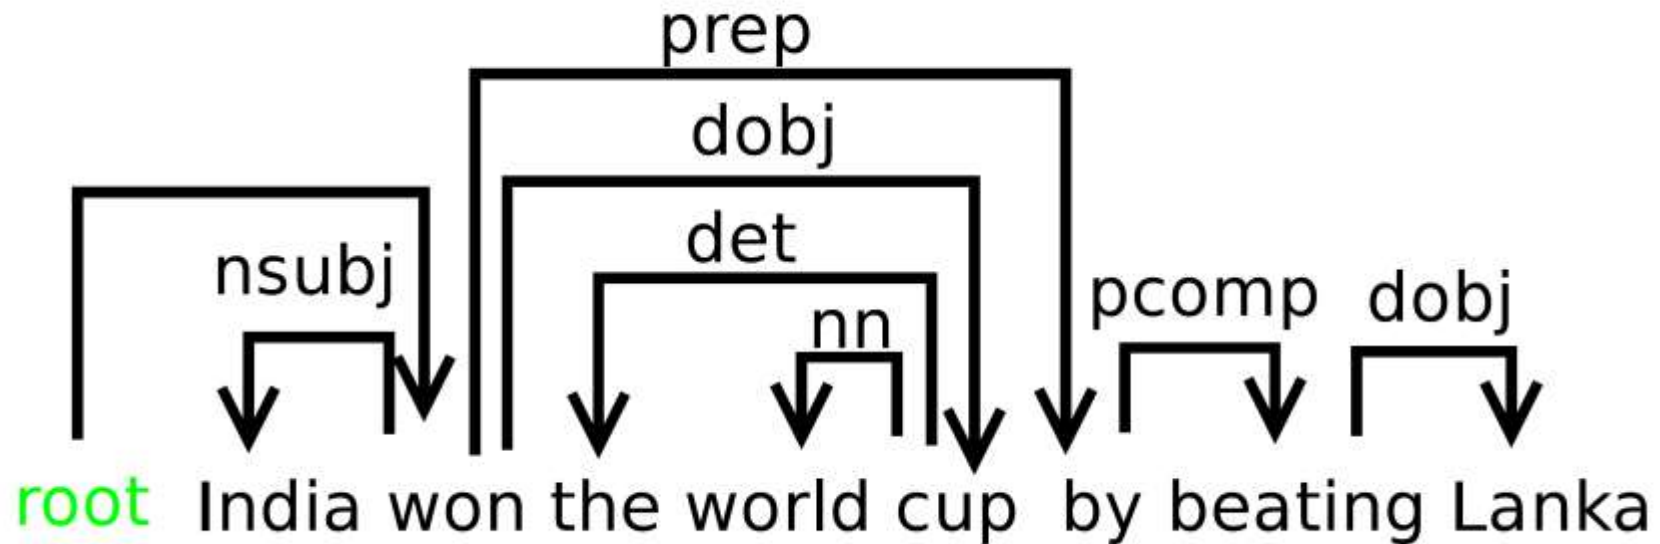 prep
dobj
det
nsubj
nn
pcomp dobj
root India won the world cup by beating Lanka